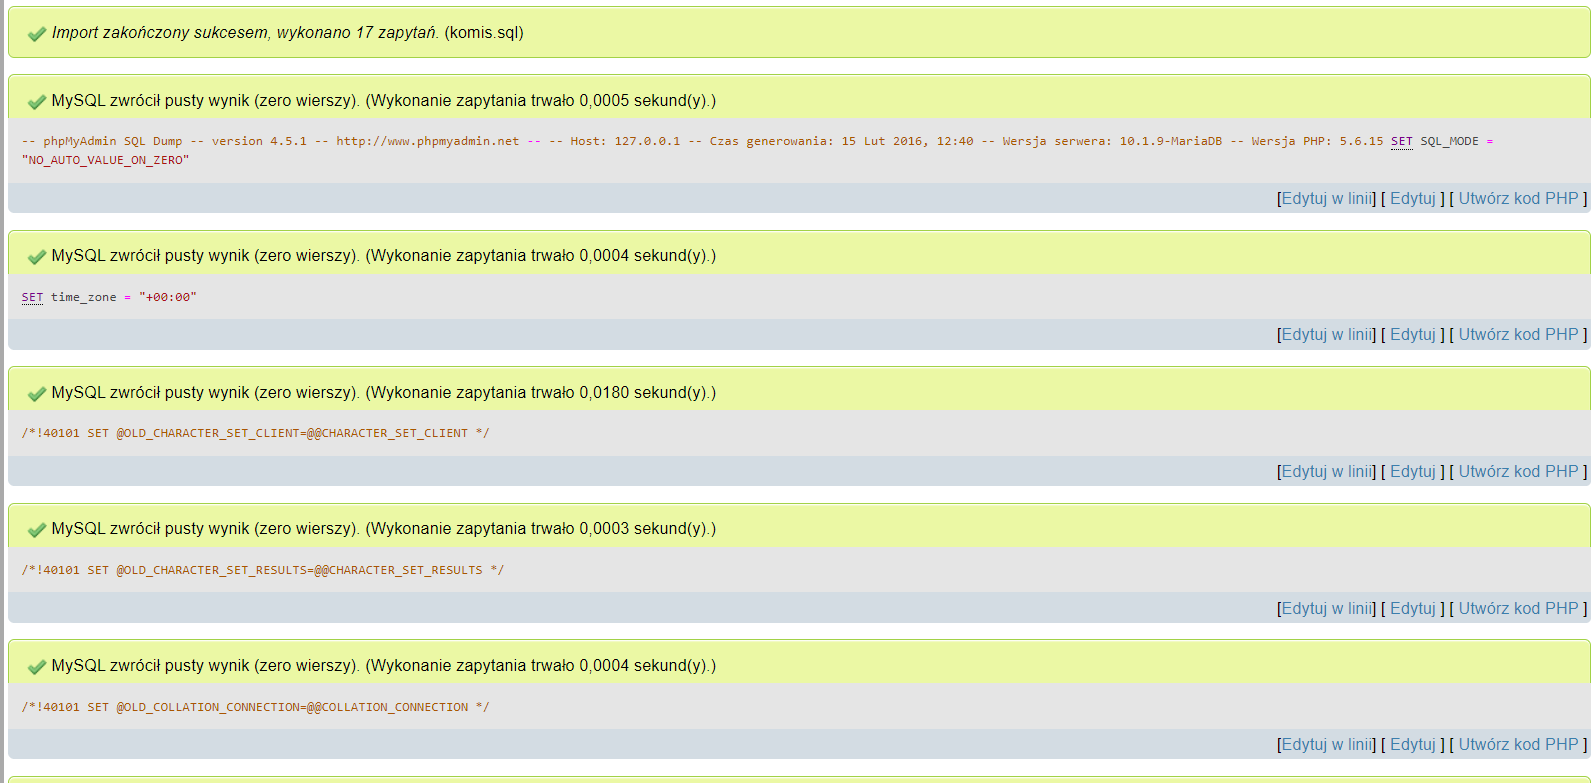 Import zakończony sukcesem, wykonano 17 zapytań. (komis.sql)
MySQL zwrócił pusty wynik (zero wierszy). (Wykonanie zapytania trwało 0,0005 sekund(y).)
-- phpMyAdmin SQL Dump -- version 4.5.1 -- http://www.phpmyadmin.net -- -- Host: 127.0.0.1 -- Czas generowania: 15 Lut 2016, 12:40 -- Wersja serwera: 10.1.9-MariaDB -- Wersja PHP: 5.6.15 SET SQL_MODE =
"NO_AUTO_VALUE_ON_ZERO"
[Edytuj w linii] [ Edytuj ] [ Utwórz kod PHP ]
MySQL zwrócił pusty wynik (zero wierszy). (Wykonanie zapytania trwało 0,0004 sekund(y).)
SET time_zone = "+00:00"
[Edytuj w linii] [ Edytuj ] [ Utwórz kod PHP ]
MySQL zwrócił pusty wynik (zero wierszy). (Wykonanie zapytania trwało 0,0180 sekund(y).)
/*!40101 SET @OLD_CHARACTER_SET_CLIENT=@@CHARACTER_SET_CLIENT */
[Edytuj w linii] [ Edytuj ] [ Utwórz kod PHP ]
MySQL zwrócił pusty wynik (zero wierszy). (Wykonanie zapytania trwało 0,0003 sekund(y).)
/*!40101 SET @OLD_CHARACTER_SET_RESULTS=@@CHARACTER_SET_RESULTS */
[Edytuj w linii] [ Edytuj ] [ Utwórz kod PHP ]
MySQL zwrócił pusty wynik (zero wierszy). (Wykonanie zapytania trwało 0,0004 sekund(y).)
/*!40101 SET @OLD_COLLATION_CONNECTION=@@COLLATION_CONNECTION */
[Edytuj w linii] [ Edytuj ] [ Utwórz kod PHP ]